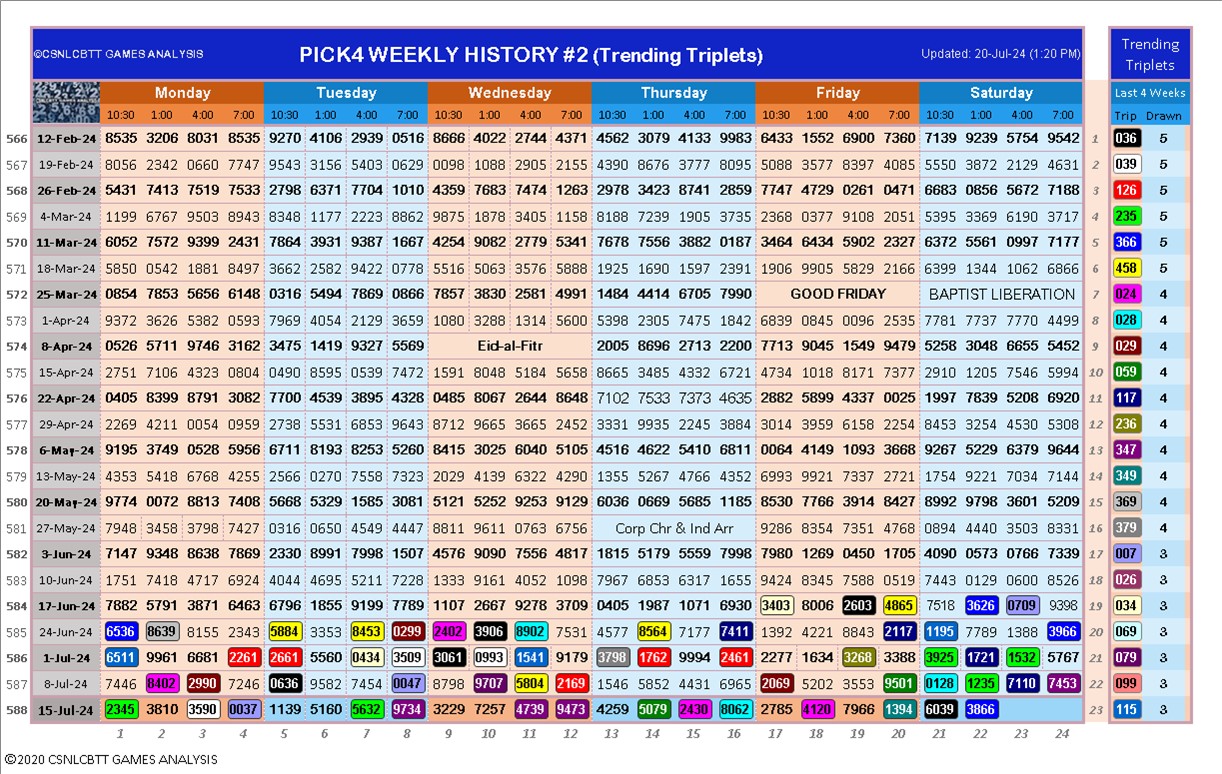 ©CSNLCBTT GAMES ANALYSIS PICK4 WEEKLY HISTORY #2 (Trending Triplets) Updated: 20-Jul-24 (1:20 PM) Trending
Triplets
Monday Tuesday Wednesday Thursday Friday Saturday Last 4 Weeks
10:30 1:00 4:00 7:00 10:30 1:00 4:00 7:00 10:30 1:00 4:00 7:00 10:30 1:00 4:00 7:00 10:30 1:00 4:00 7:00 10:30 1:00 4:00 7:00 Trip Drawn
566 12-Feb-24 8535 3206 8031 8535 9270 4106 2939 0516 8666 4022 2744 4371 4562 3079 4133 9983 6433 1552 6900 7360 7139 9239 5754 9542 1 036 5
567 19-Feb-24 8056 2342 0660 7747 9543 3156 5403 0629 0098 1088 2905 2155 4390 8676 3777 8095 5088 3577 8397 4085 5550 3872 2129 4631 2 039 5
568 26-Feb-24 5431 7413 7519 7533 2798 6371 7704 1010 4359 7683 7474 1263 2978 3423 8741 2859 7747 4729 0261 0471 6683 0856 5672 7188 3 126 5
569 4-Mar-24 1199 6767 9503 8943 8348 1177 2223 8862 9875 1878 3405 1158 8188 7239 1905 3735 2368 0377 9108 2051 5395 3369 6190 3717 4 235 5
570 11-Mar-24 6052 7572 9399 2431 7864 3931 9387 1667 4254 9082 2779 5341 7678 7556 3882 0187 3464 6434 5902 2327 6372 5561 0997 7177 5 366 5
571 18-Mar-24 5850 0542 1881 8497 3662 2582 9422 0778 5516 5063 3576 5888 1925 1690 1597 2391 1906 9905 5829 2166 6399 1344 1062 6866 6 458 5
572 25-Mar-24 0854 7853 5656 6148 0316 5494 7869 0866 5857 3830 2581 4991 1484 4414 6705 7990 GOOD FRIDAY BAPTIST LIBERATION 7 024 4
573 1-Apr-24 9372 3626 5382 0593 7969 4054 2129 3659 1080 3288 1314 5600 5398 2305 7475 1842 6839 0845 0096 2535 7781 7737 7770 4499 8 028 4
574 8-Apr-24 0526 5711 9746 3162 3475 1419 9327 5569 Eid-al-Fitr 2005 8696 2713 2200 7713 9045 1549 9479 5258 3048 6655 5452 9 029 4
575 15-Apr-24 2751 7106 4323 0804 0490 8595 0539 7472 1591 8048 5184 5658 8665 3485 4332 6721 4734 1018 8171 7377 2910 1205 7546 5994 10 059 4
576 22-Apr-24 0405 8399 8791 3082 7700 4539 3895 4328 0485 8067 2644 8648 7102 7533 7373 4635 2882 5899 4337 0025 1997 7839 5208 6920 11 117 4
577 29-Apr-24 2269 4211 0054 0959 2738 5531 6853 9643 9712 9665 3665 2452 3331 9935 2245 3884 3014 3959 6158 2254 8453 3254 4530 5308 12 236 4
578 6-May-24 9195 3749 0528 5956 6711 8193 8253 5260 8415 3025 6040 5105 4516 4622 5410 6811 0064 4149 1093 3668 9267 5229 6379 9644 13 347 4
579 13-May-24 4353 5418 6768 4255 2566 0270 7558 7323 2029 4139 6322 4290 1355 5267 4766 4352 6993 9921 7337 2721 1754 9221 7034 7144 14 349 4
580 20-May-24 9774 0072 8813 7408 5668 5329 1585 3081 5121 5252 9253 9129 6036 0669 5685 1185 8530 7766 3914 8427 8992 9798 3601 5209 15 369 4
581 27-May-24 7948 3458 3798 7427 0316 0650 4549 4447 8811 9611 0763 6756 Corp Chr & Ind Arr 9286 8354 7351 4768 0894 4440 3503 8331 16 379 4
582 3-Jun-24 7147 9348 8638 7869 2330 8991 7998 1507 4576 9090 7556 4817 1815 5179 5559 7998 7980 1269 0450 1705 4090 0573 0766 7339 17 007 3
583 10-Jun-24 1751 7418 4717 6924 4044 4695 5211 7228 1333 9161 4052 1098 7967 6853 6317 1655 9424 8345 7588 0519 7443 0129 0600 8526 18 026 3
584 17-Jun-24 7882 5791 3871 6463 6796 1855 9199 7789 1107 2667 9278 3709 0405 1987 1071 6930 3403 8006 2603 4865 7518 3626 0709 9398 19 034 3
585 24-Jun-24 6536 8639 8155 2343 5884 3353 8453 0299 2402 3906 8902 7531 4577 8564 7177 7411 1392 4221 8843 2117 1195 7789 1388 3966 20 069 3
586 1-Jul-24 6511 9961 6681 2261 2661 5560 0434 3509 3061 0993 1541 9179 3798 1762 9994 2461 2277 1634 3268 3388 3925 1721 1532 5767 21 079 3
587 8-Jul-24 7446 8402 2990 7246 0636 9582 7454 0047 8798 9707 5804 2169 1546 5852 4431 6965 2069 5202 3553 9501 0128 1235 7110 7453 22 099 3
588 15-Jul-24 2345 3810 3590 0037 1139 5160 5632 9734 3229 7257 4739 9473 4259 5079 2430 8062 2785 4120 7966 1394 6039 3866 23 115 3
1 2 3 4 5 6 7 8 9 10 11 12 13 14 15 16 17 18 19 20 21 22 23 24
©2020 CSNLCBTT GAMES ANALYSIS